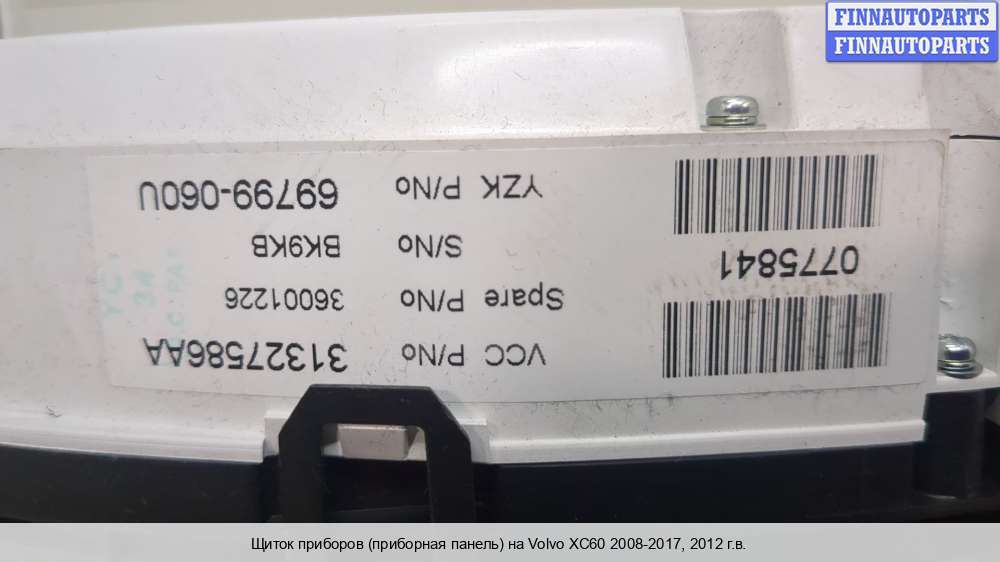 FINNAUTOPARTS
FINNAUTOPARTS
VCC P/No 31327586AA
Spare P/No 36001226
S/No BK9KB
YZK P/No 69799-060U
0775841
Щиток приборов (приборная панель) на Volvo XC60 2008-2017, 2012 г.в.